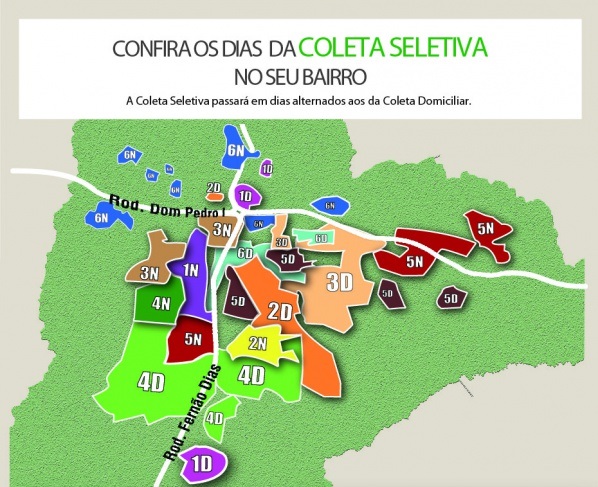 CONFIRA OS DIAS DA COLETA SELETIVA
NO SEU BAIRRO
A Coleta Seletiva passará em dias alternados aos da Coleta Domiciliar.
6N
6N
6N
6N
6N
1D
2D
1D
6N
6N
Rod. Dom Pedro I
3N
6N
3D
6D
5N
3N
1N
6D
5D
5N
3D
4N
5D
2D
5D
5D
5N
2N
4D
4D
Rod. Fernão Dias
4D
1D